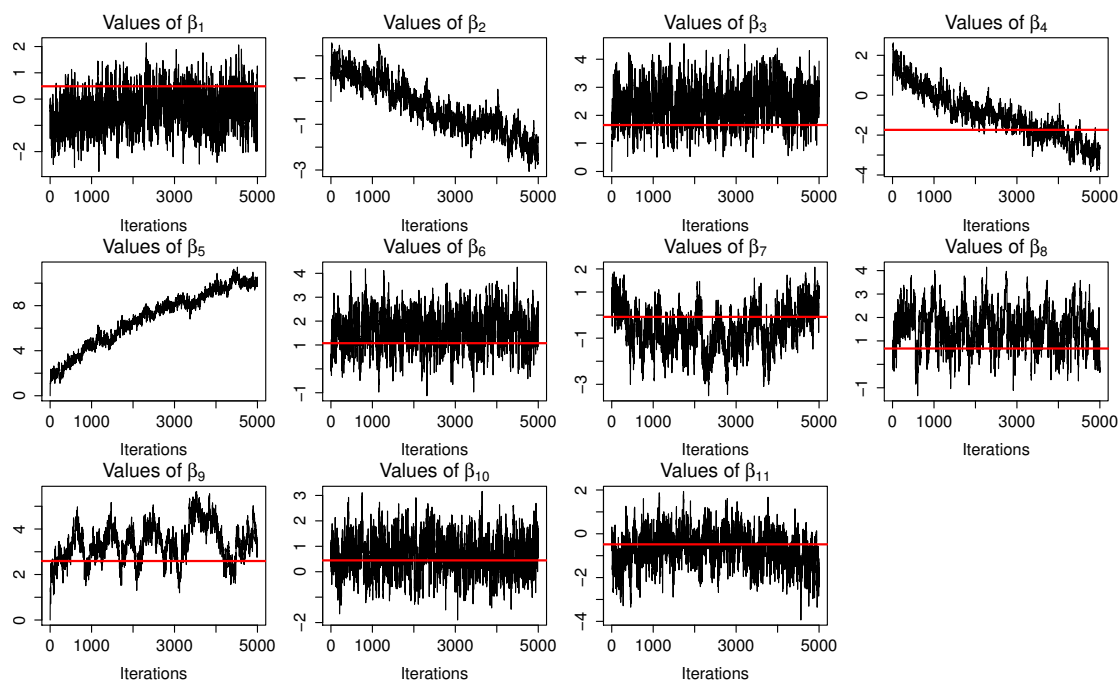 Values of β₁ Values of β₂ Values of β₃ Values of β₄
2 1 0 -2
1 -1 -3
4 3 2 1 0
2 0 -2 -4
0 1000 3000 5000 0 1000 3000 5000 0 1000 3000 5000 0 1000 3000 5000
Iterations Iterations Iterations Iterations
Values of β₅ Values of β₆ Values of β₇ Values of β₈
8 4 0
4 3 2 1 -1
2 1 -1 -3
4 3 2 1 -1
0 1000 3000 5000 0 1000 3000 5000 0 1000 3000 5000 0 1000 3000 5000
Iterations Iterations Iterations Iterations
Values of β₉ Values of β₁₀ Values of β₁₁
4 2 0
3 2 1 0 -2
2 0 -2 -4
0 1000 3000 5000 0 1000 3000 5000 0 1000 3000 5000
Iterations Iterations Iterations